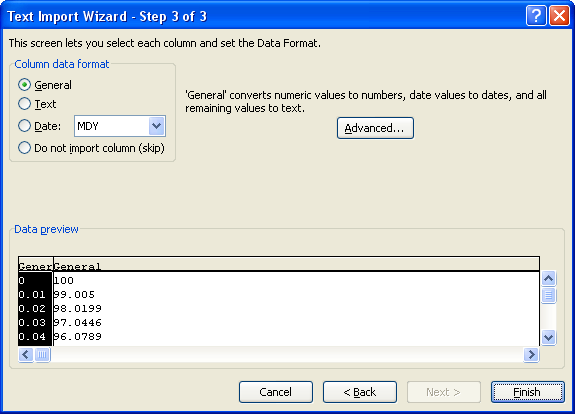 Text Import Wizard - Step 3 of 3
This screen lets you select each column and set the Data Format.
Column data format
General
Text
Date: MDY
Do not import column (skip)
'General' converts numeric values to numbers, date values to dates, and all
remaining values to text.
Advanced...
Data preview
Gener General
0 100
0.01 99.005
0.02 98.0199
0.03 97.0446
0.04 96.0789
Cancel < Back Next > Finish